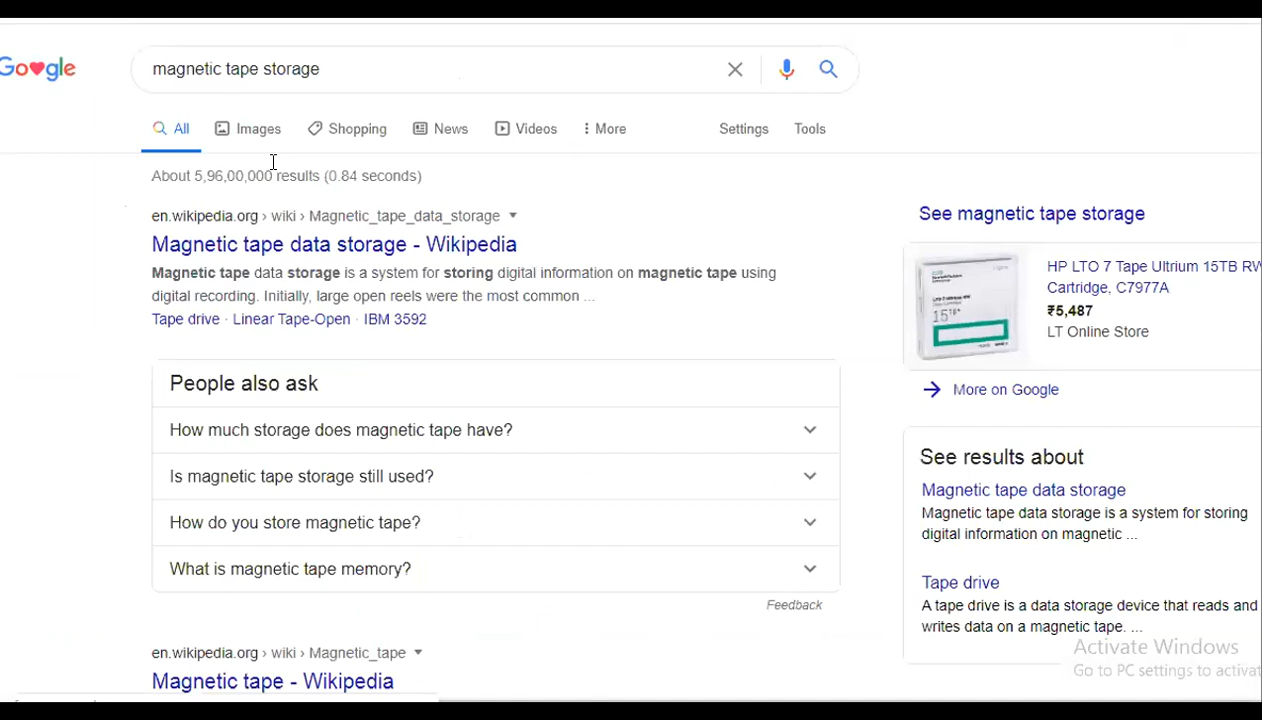 Google
magnetic tape storage
All Images Shopping News Videos More Settings Tools
About 5,96,00,000 results (0.84 seconds)
en.wikipedia.org › wiki › Magnetic_tape_data_storage
Magnetic tape data storage - Wikipedia
Magnetic tape data storage is a system for storing digital information on magnetic tape using
digital recording. Initially, large open reels were the most common ...
Tape drive · Linear Tape-Open · IBM 3592
People also ask
How much storage does magnetic tape have?
Is magnetic tape storage still used?
How do you store magnetic tape?
What is magnetic tape memory?
Feedback
en.wikipedia.org › wiki › Magnetic_tape
Magnetic tape - Wikipedia
See magnetic tape storage
HP LTO 7 Tape Ultrium 15TB RW
Cartridge, C7977A
₹5,487
LT Online Store
More on Google
See results about
Magnetic tape data storage
Magnetic tape data storage is a system for storing
digital information on magnetic ...
Tape drive
A tape drive is a data storage device that reads and
writes data on a magnetic tape. ...
Activate Windows
Go to PC settings to activa